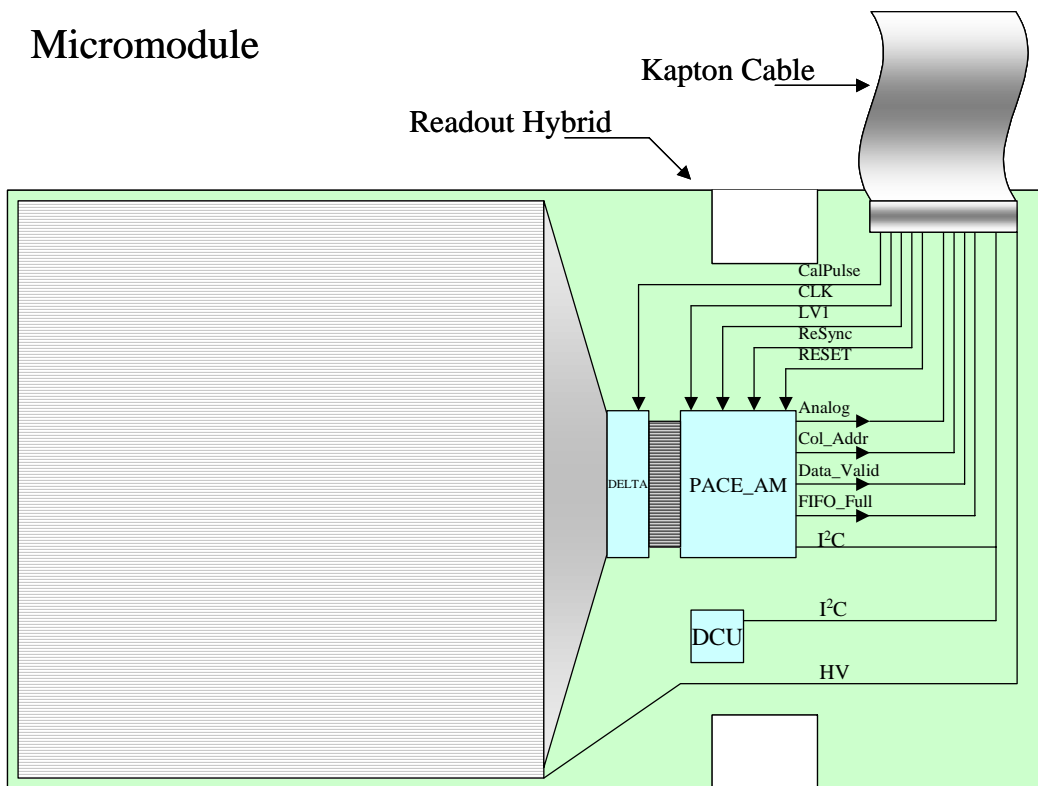 Micromodule
Kapton Cable
Readout Hybrid
CalPulse
CLK
LV1
ReSync
RESET
Analog
Col_Addr
Data_Valid
FIFO_Full
I²C
DELTA
PACE_AM
I²C
DCU
HV